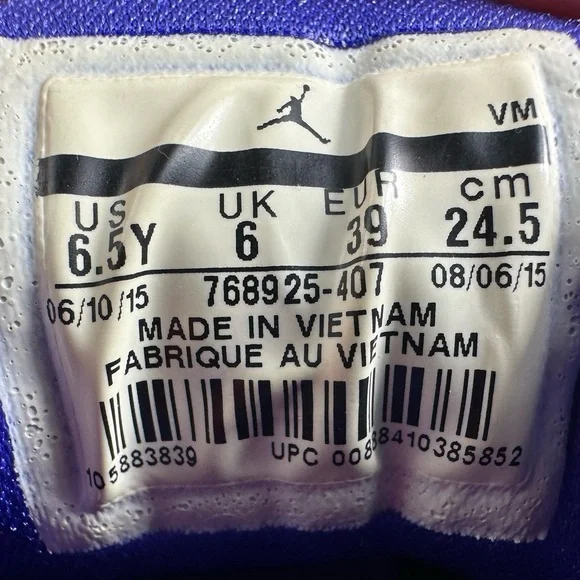 VM
US UK EUR cm
6.5Y 6 39 24.5
06/10/15 768925-407 08/06/15
MADE IN VIETNAM
FABRIQUE AU VIETNAM
105883839 UPC 00888410385852